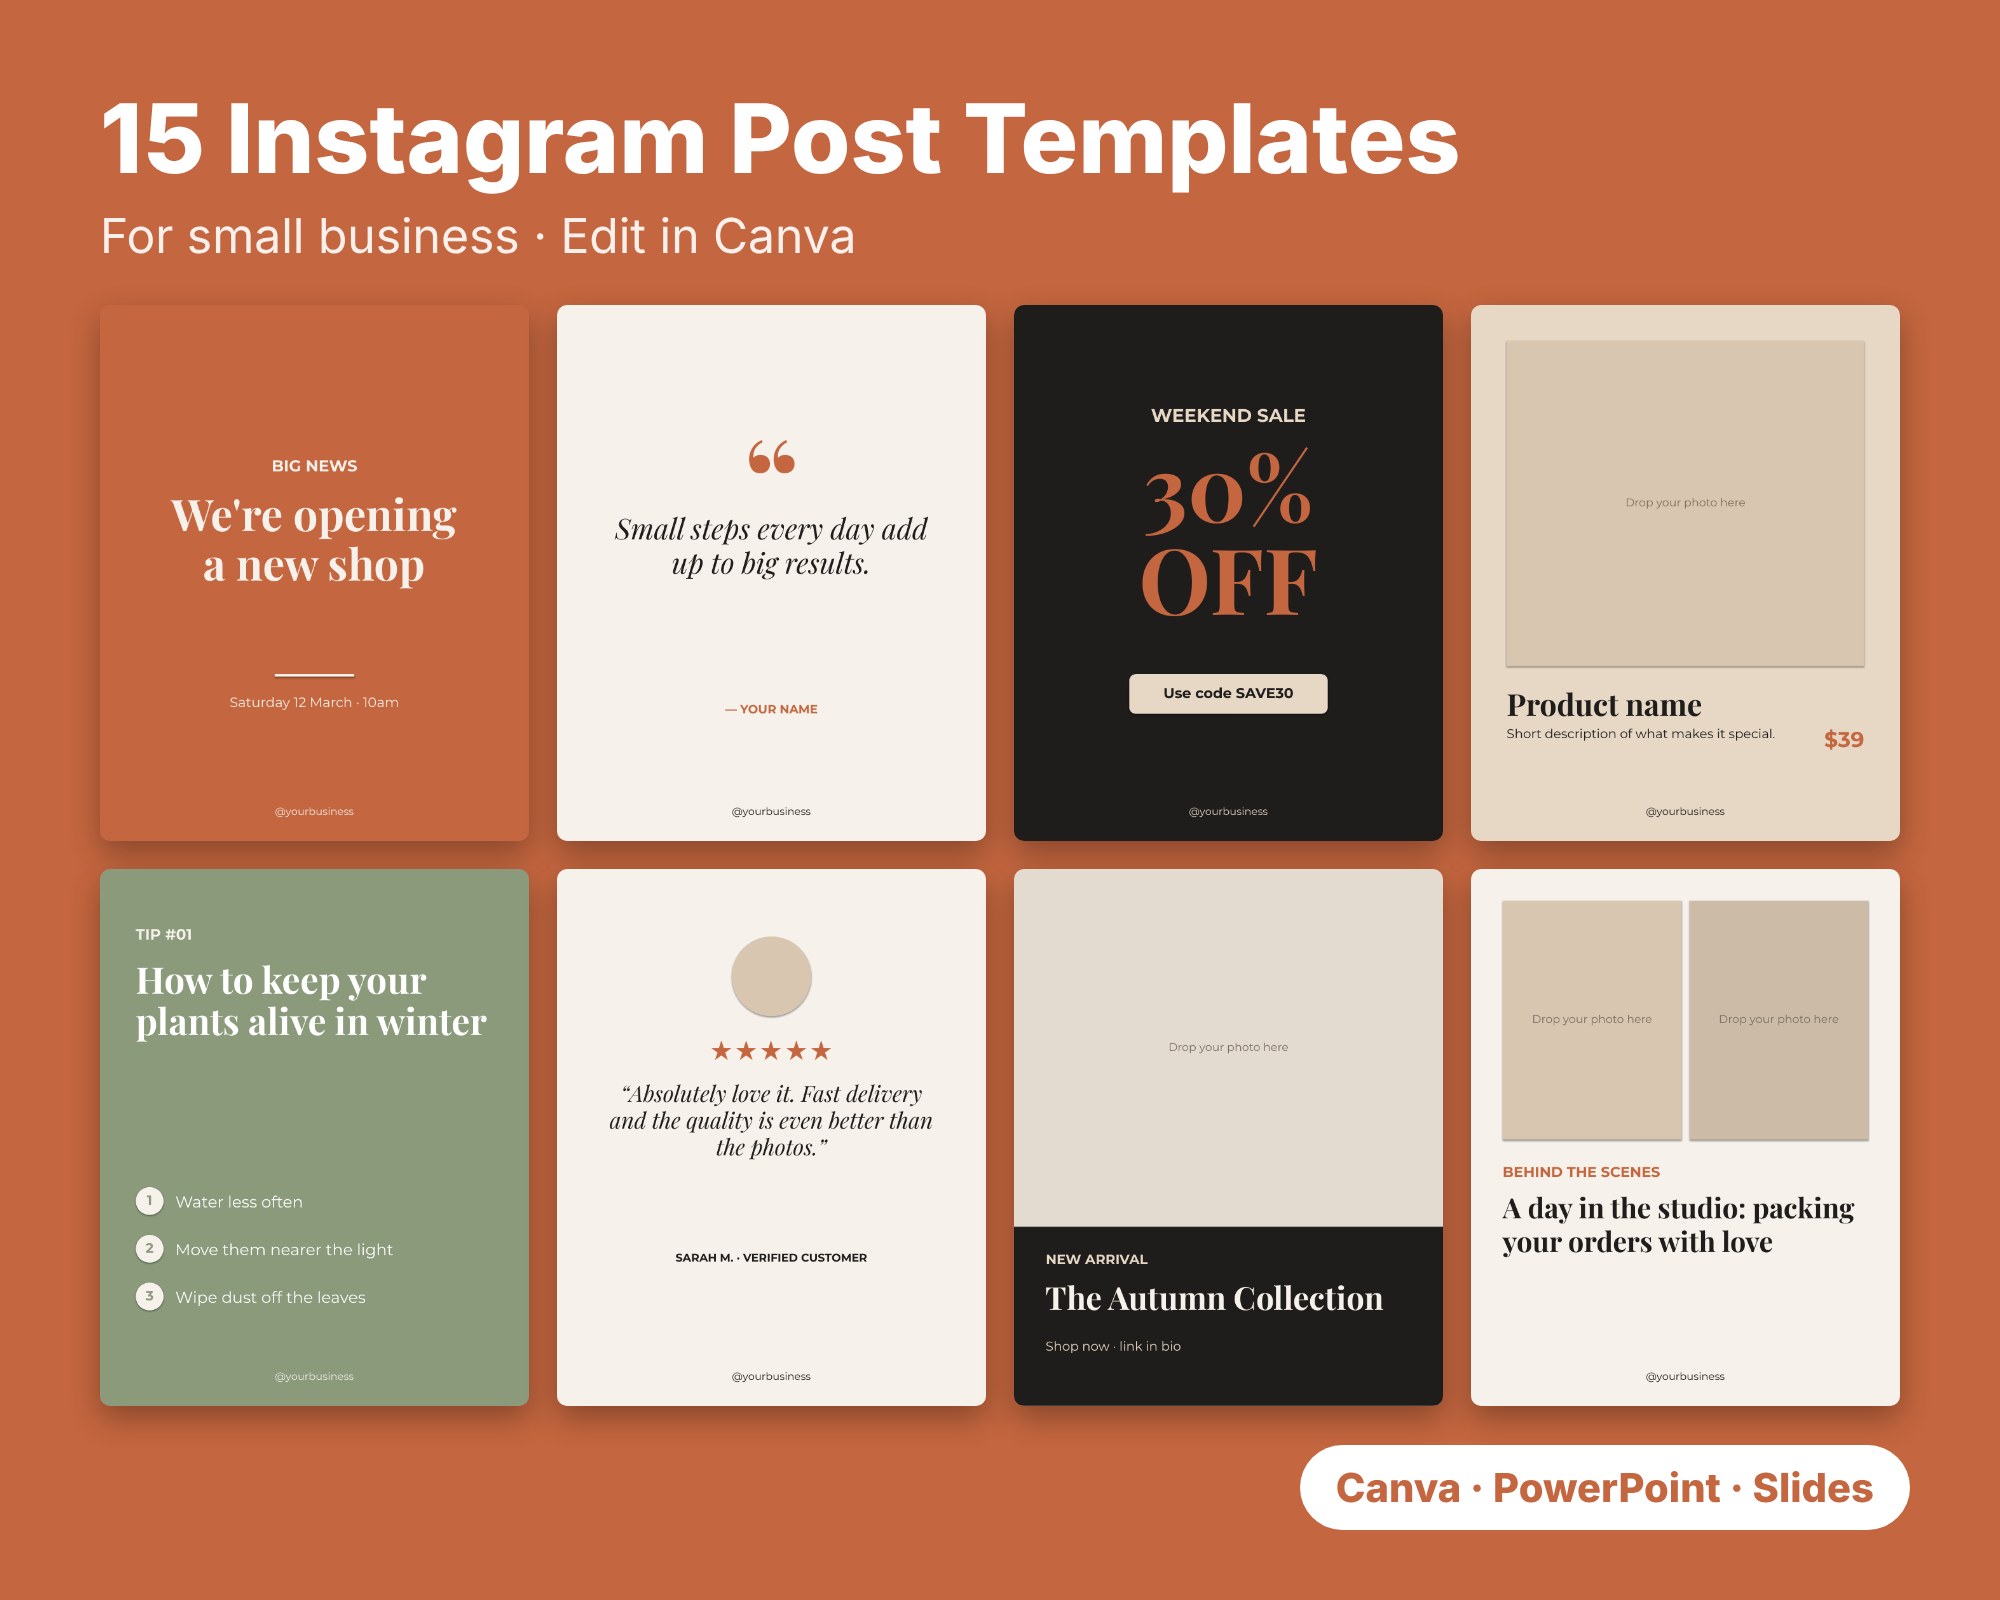 15 Instagram Post Templates
For small business · Edit in Canva
BIG NEWS
We're opening
a new shop
Saturday 12 March · 10am
@yourbusiness
“
Small steps every day add
up to big results.
— YOUR NAME
@yourbusiness
WEEKEND SALE
30%
OFF
Use code SAVE30
@yourbusiness
Drop your photo here
Product name
Short description of what makes it special.
$39
@yourbusiness
TIP #01
How to keep your
plants alive in winter
1 Water less often
2 Move them nearer the light
3 Wipe dust off the leaves
@yourbusiness
★★★★★
“Absolutely love it. Fast delivery
and the quality is even better than
the photos.”
SARAH M. · VERIFIED CUSTOMER
@yourbusiness
Drop your photo here
NEW ARRIVAL
The Autumn Collection
Shop now · link in bio
Drop your photo here
Drop your photo here
BEHIND THE SCENES
A day in the studio: packing
your orders with love
@yourbusiness
Canva · PowerPoint · Slides